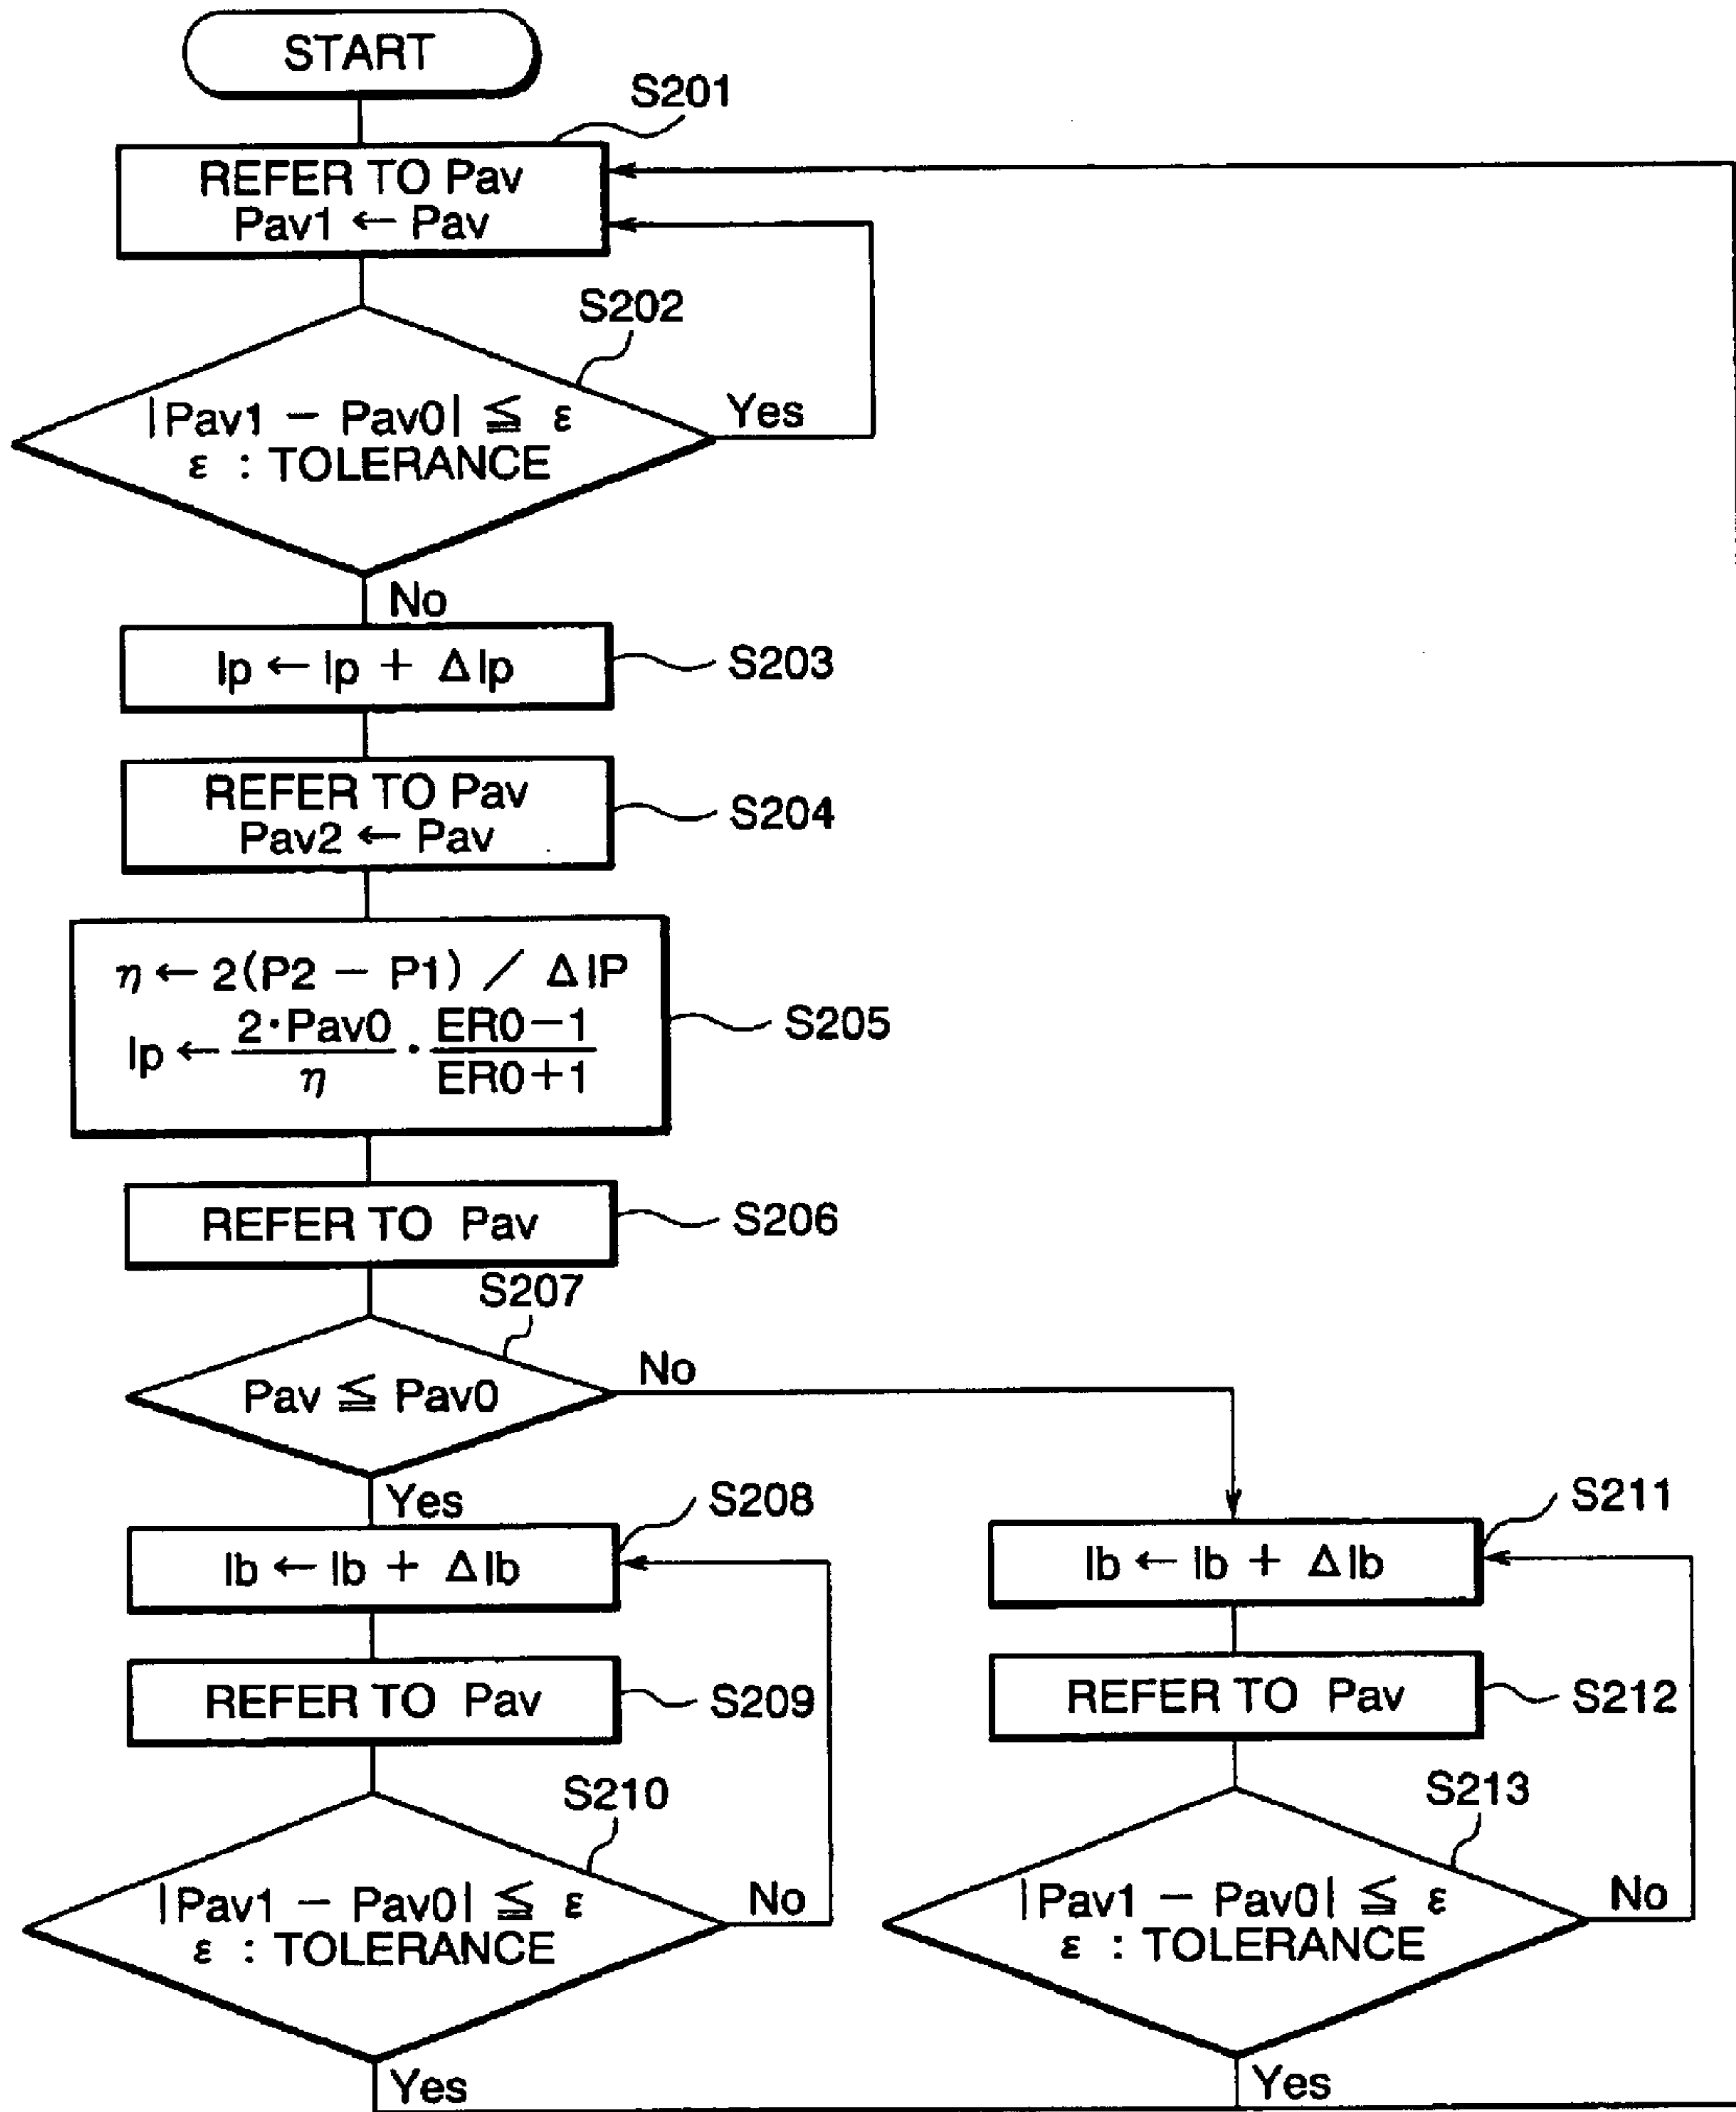 START
S201
REFER TO Pav
Pav1 ← Pav
S202
|Pav1 − Pav0| ≦ ε
ε : TOLERANCE
Yes
No
Ip ← Ip + ΔIp
S203
REFER TO Pav
Pav2 ← Pav
S204
η ← 2(P2 − P1) / ΔIP
Ip ← 2·Pav0 / η · ER0−1 / ER0+1
S205
REFER TO Pav
S206
S207
Pav ≦ Pav0
No
Yes
S208
Ib ← Ib + ΔIb
REFER TO Pav
S209
S210
|Pav1 − Pav0| ≦ ε
ε : TOLERANCE
No
Yes
S211
Ib ← Ib + ΔIb
REFER TO Pav
S212
S213
|Pav1 − Pav0| ≦ ε
ε : TOLERANCE
No
Yes